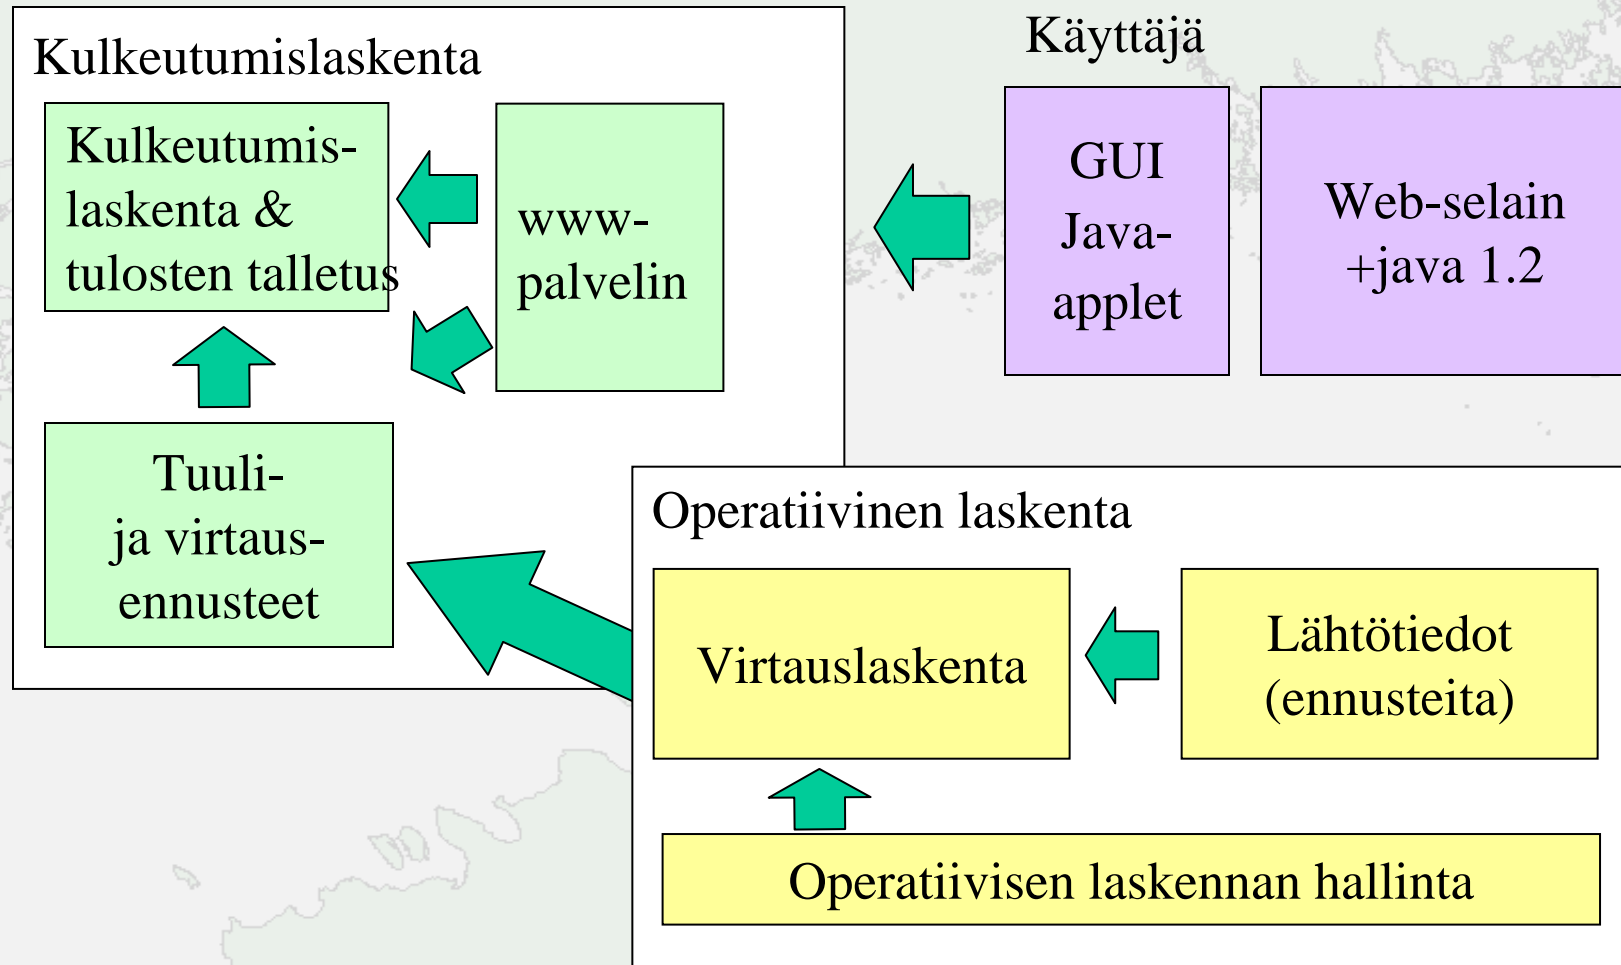 Kulkeutumislaskenta
Kulkeutumis-
laskenta &
tulosten talletus
www-
palvelin
Tuuli-
ja virtaus-
ennusteet
Käyttäjä
GUI
Java-
applet
Web-selain
+java 1.2
Operatiivinen laskenta
Virtauslaskenta
Lähtötiedot
(ennusteita)
Operatiivisen laskennan hallinta